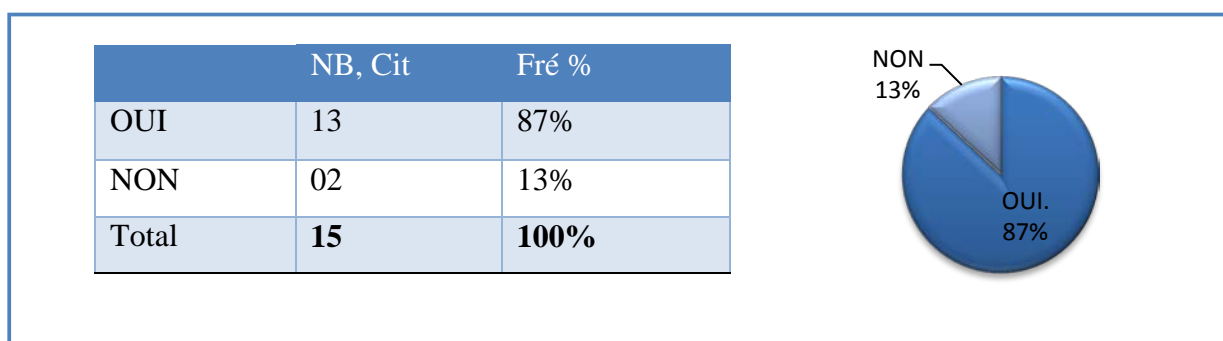 NB, Cit Fré %
OUI 13 87%
NON 02 13%
Total 15 100%
NON
13%
OUI.
87%